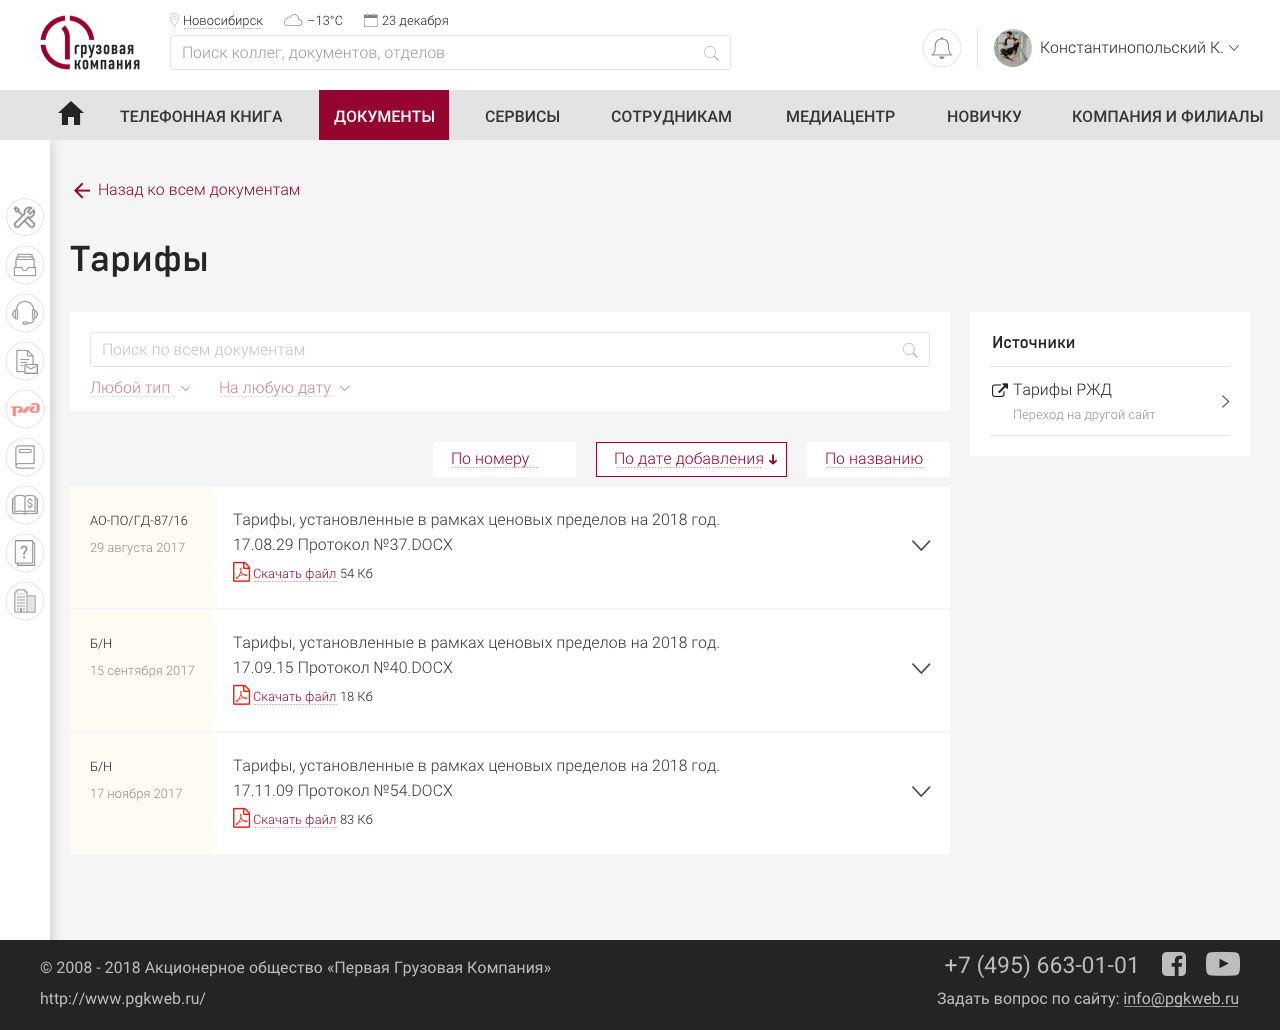 грузовая
компания
Новосибирск
–13°C
23 декабря
Поиск коллег, документов, отделов
Константинопольский К.
ТЕЛЕФОННАЯ КНИГА
ДОКУМЕНТЫ
СЕРВИСЫ
СОТРУДНИКАМ
МЕДИАЦЕНТР
НОВИЧКУ
КОМПАНИЯ И ФИЛИАЛЫ
Назад ко всем документам
Тарифы
Поиск по всем документам
Любой тип
На любую дату
Источники
Тарифы РЖД
Переход на другой сайт
По номеру
По дате добавления
По названию
АО-ПО/ГД-87/16
29 августа 2017
Тарифы, установленные в рамках ценовых пределов на 2018 год.
17.08.29 Протокол №37.DOCX
Скачать файл 54 Кб
Б/Н
15 сентября 2017
Тарифы, установленные в рамках ценовых пределов на 2018 год.
17.09.15 Протокол №40.DOCX
Скачать файл 18 Кб
Б/Н
17 ноября 2017
Тарифы, установленные в рамках ценовых пределов на 2018 год.
17.11.09 Протокол №54.DOCX
Скачать файл 83 Кб
© 2008 - 2018 Акционерное общество «Первая Грузовая Компания»
http://www.pgkweb.ru/
+7 (495) 663-01-01
Задать вопрос по сайту: info@pgkweb.ru